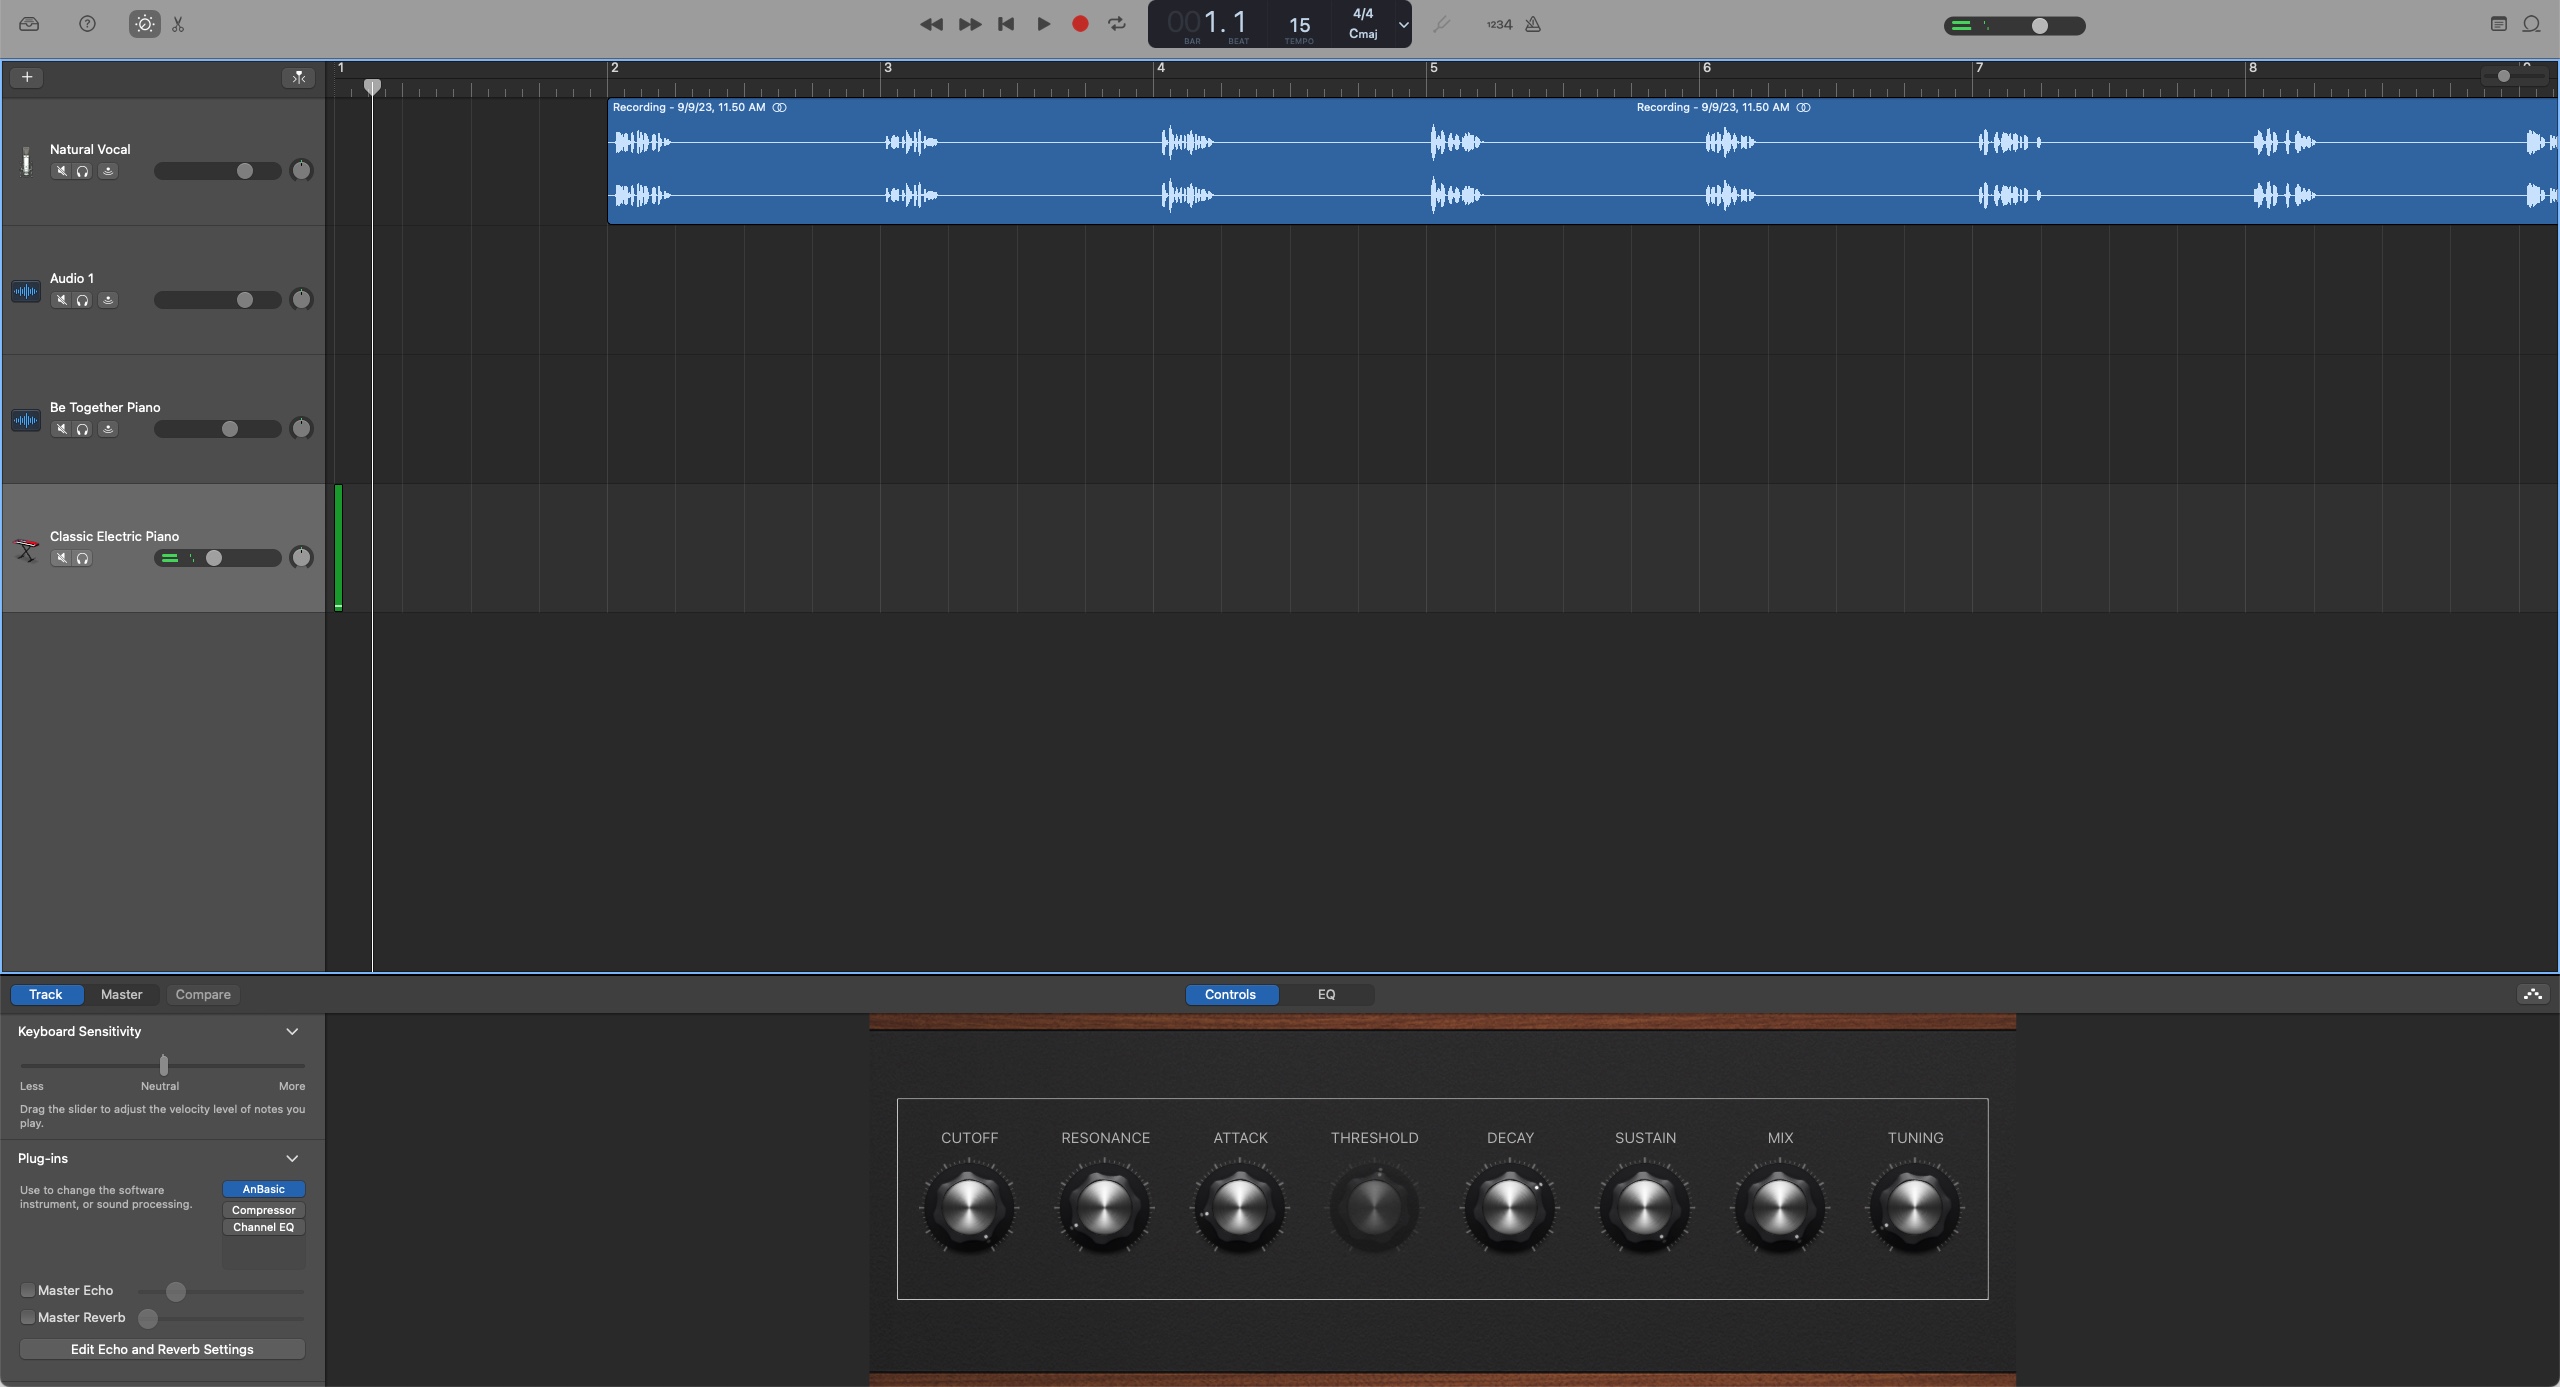 1234
001.1
BAR BEAT
15
TEMPO
4/4
Cmaj
1 2 3 4 5 6 7 8
Recording - 9/9/23, 11.50 AM
Recording - 9/9/23, 11.50 AM
Natural Vocal
Audio 1
Be Together Piano
Classic Electric Piano
Track Master Compare
Controls EQ
Keyboard Sensitivity
Less Neutral More
Drag the slider to adjust the velocity level of notes you
play.
Plug-ins
Use to change the software
instrument, or sound processing.
AnBasic
Compressor
Channel EQ
Master Echo
Master Reverb
Edit Echo and Reverb Settings
CUTOFF RESONANCE ATTACK THRESHOLD DECAY SUSTAIN MIX TUNING